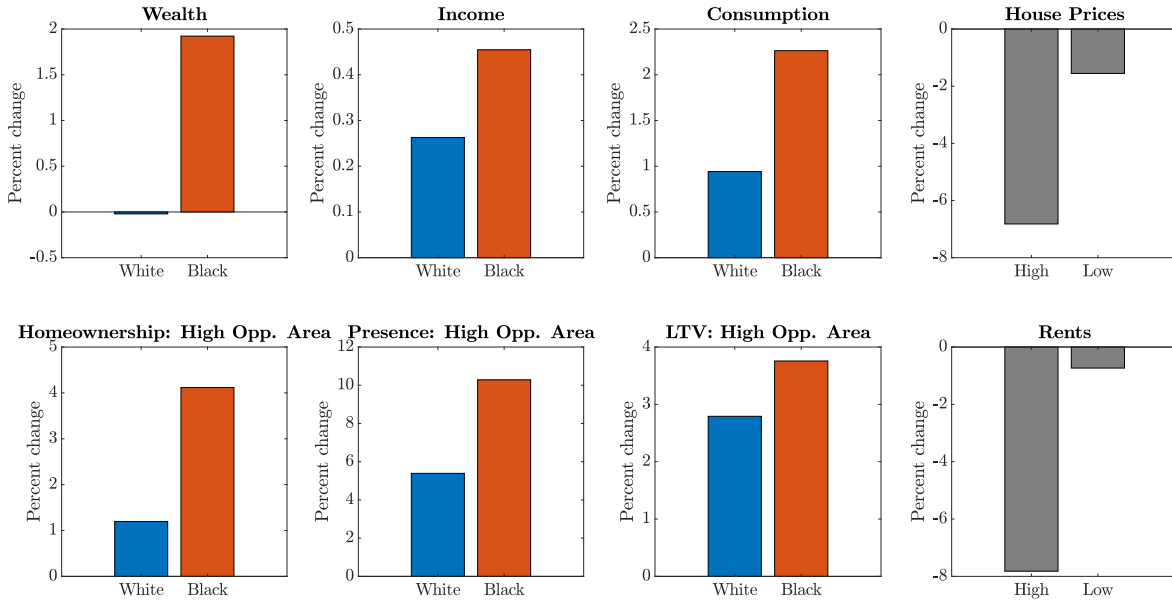 Wealth
Percent change
2
1.5
1
0.5
0
-0.5
White Black
Income
Percent change
0.5
0.4
0.3
0.2
0.1
0
White Black
Consumption
Percent change
2.5
2
1.5
1
0.5
0
White Black
House Prices
Percent change
0
-2
-4
-6
-8
High Low
Homeownership: High Opp. Area
Percent change
5
4
3
2
1
0
White Black
Presence: High Opp. Area
Percent change
12
10
8
6
4
2
0
White Black
LTV: High Opp. Area
Percent change
4
3
2
1
0
White Black
Rents
Percent change
0
-2
-4
-6
-8
High Low